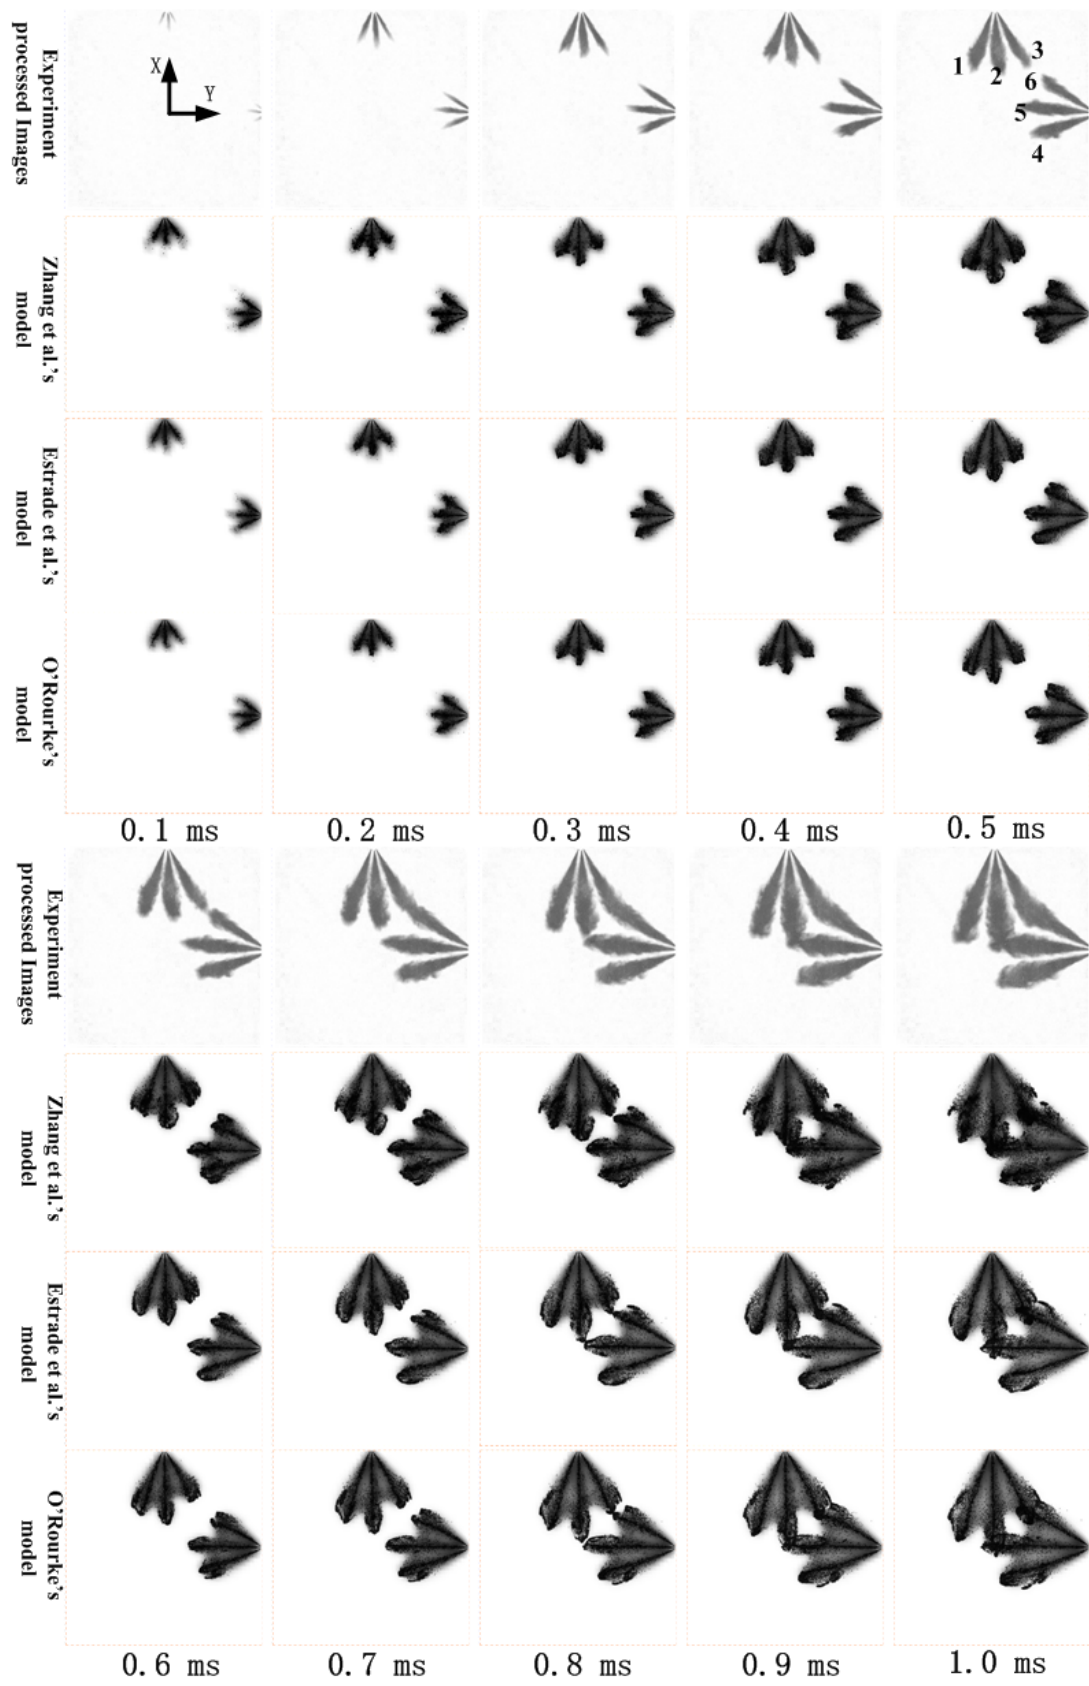 Experiment
processed Images
X
Y
1
2
3
6
5
4
Zhang et al.'s
model
Estrade et al.'s
model
O'Rourke's
model
0.1 ms
0.2 ms
0.3 ms
0.4 ms
0.5 ms
Experiment
processed Images
Zhang et al.'s
model
Estrade et al.'s
model
O'Rourke's
model
0.6 ms
0.7 ms
0.8 ms
0.9 ms
1.0 ms